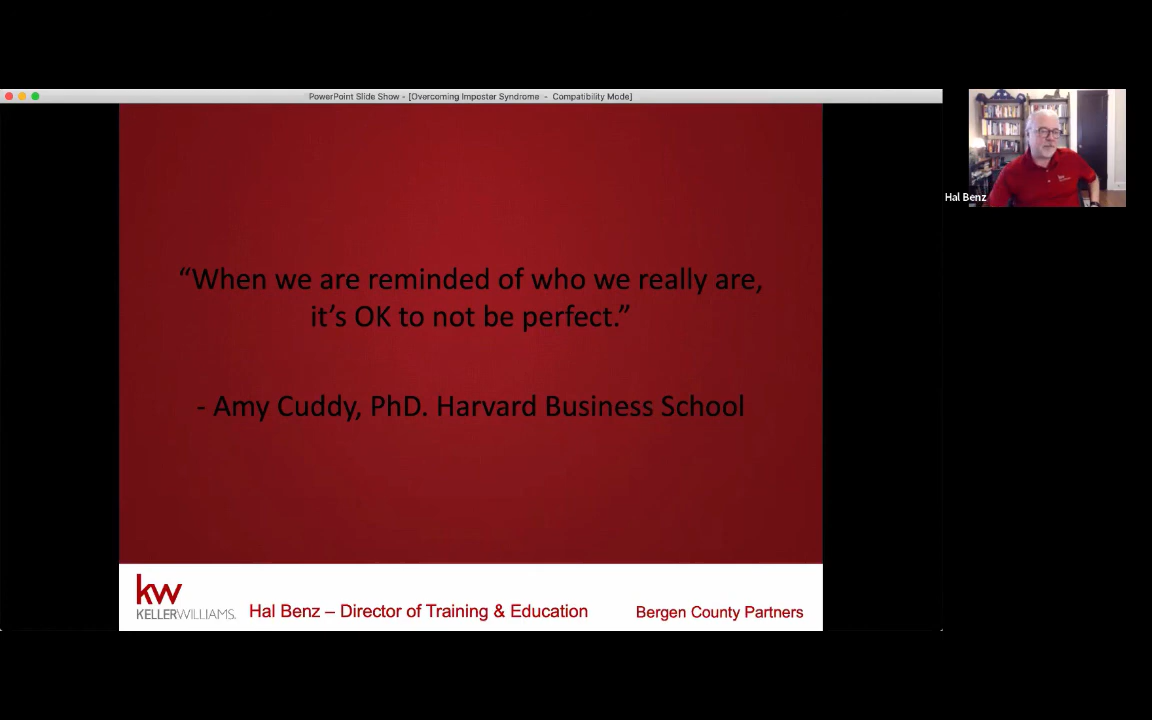 PowerPoint Slide Show - [Overcoming Imposter Syndrome - Compatibility Mode]
“When we are reminded of who we really are,
it’s OK to not be perfect.”
- Amy Cuddy, PhD. Harvard Business School
kw
KELLERWILLIAMS.
Hal Benz – Director of Training & Education
Bergen County Partners
Hal Benz
kw